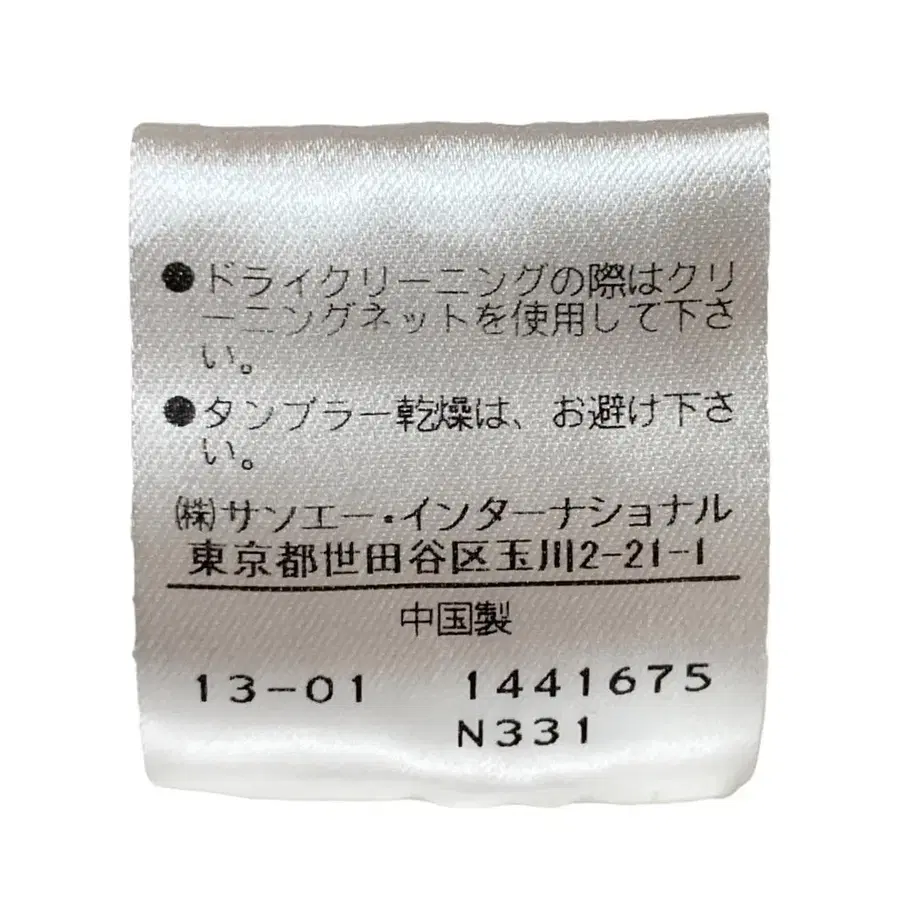 ●ドライクリーニングの際はクリ
ーニングネットを使用して下さ
い。
●タンブラー乾燥は、お避け下さ
い。
㈱サンエー・インターナショナル
東京都世田谷区玉川2-21-1
中国製
13-01 1441675
N331